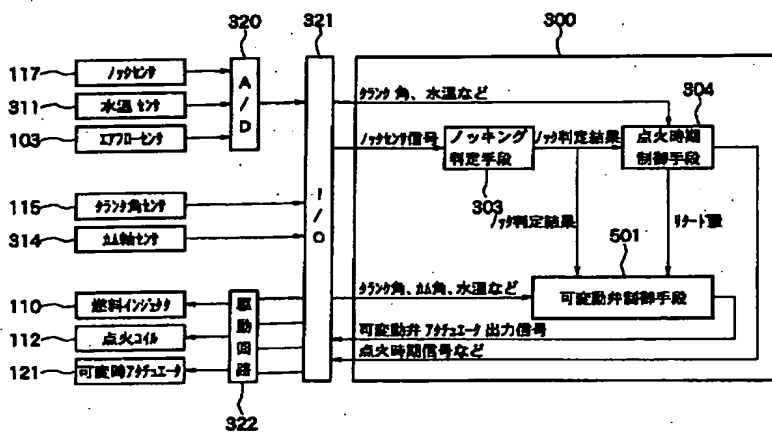 320
321
300
117
ﾉｯｸｾﾝｻ
311
水温 ｾﾝｻ
103
ｴｱﾌﾛｰｾﾝｻ
A/D
I/O
ｸﾗﾝｸ 角、水温など
304
ﾉｯｸｾﾝｻ信号
ノッキング
判定手段
303
ﾉｯｸ判定結果
点火時期
制御手段
115
ｸﾗﾝｸ角ｾﾝｻ
314
ｶﾑ軸ｾﾝｻ
ﾉｯｸ判定結果
ﾘﾀｰﾄﾞ量
501
110
燃料ｲﾝｼﾞｪｸﾀ
112
点火ｺｲﾙ
121
可変時ｱｸﾁｭｴｰﾀ
駆動回路
322
ｸﾗﾝｸ角、ｶﾑ角、水温など
可変動弁制御手段
可変動弁 ｱｸﾁｭｴｰﾀ 出力信号
点火時期信号など